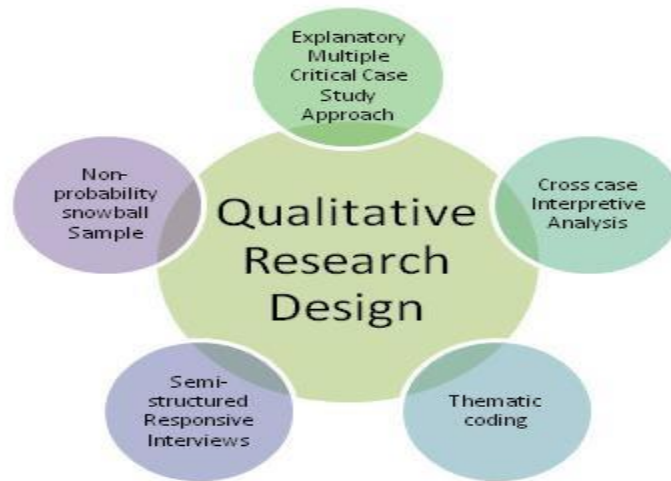 Explanatory
Multiple
Critical Case
Study
Approach
Non-
probability
snowball
Sample
Cross case
Interpretive
Analysis
Qualitative
Research
Design
Semi-
structured
Responsive
Interviews
Thematic
coding